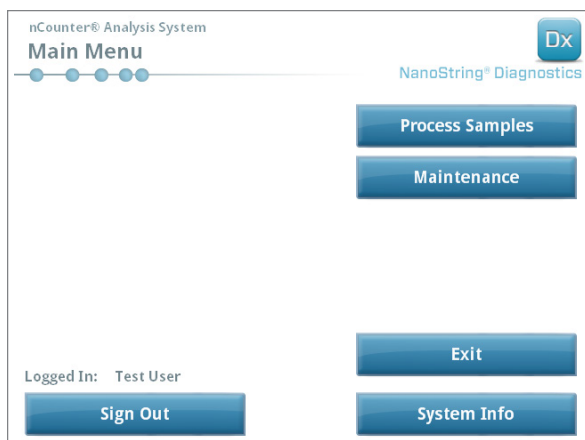 nCounter® Analysis System
Main Menu
Dx
NanoString® Diagnostics
Process Samples
Maintenance
Exit
Logged In: Test User
Sign Out
System Info